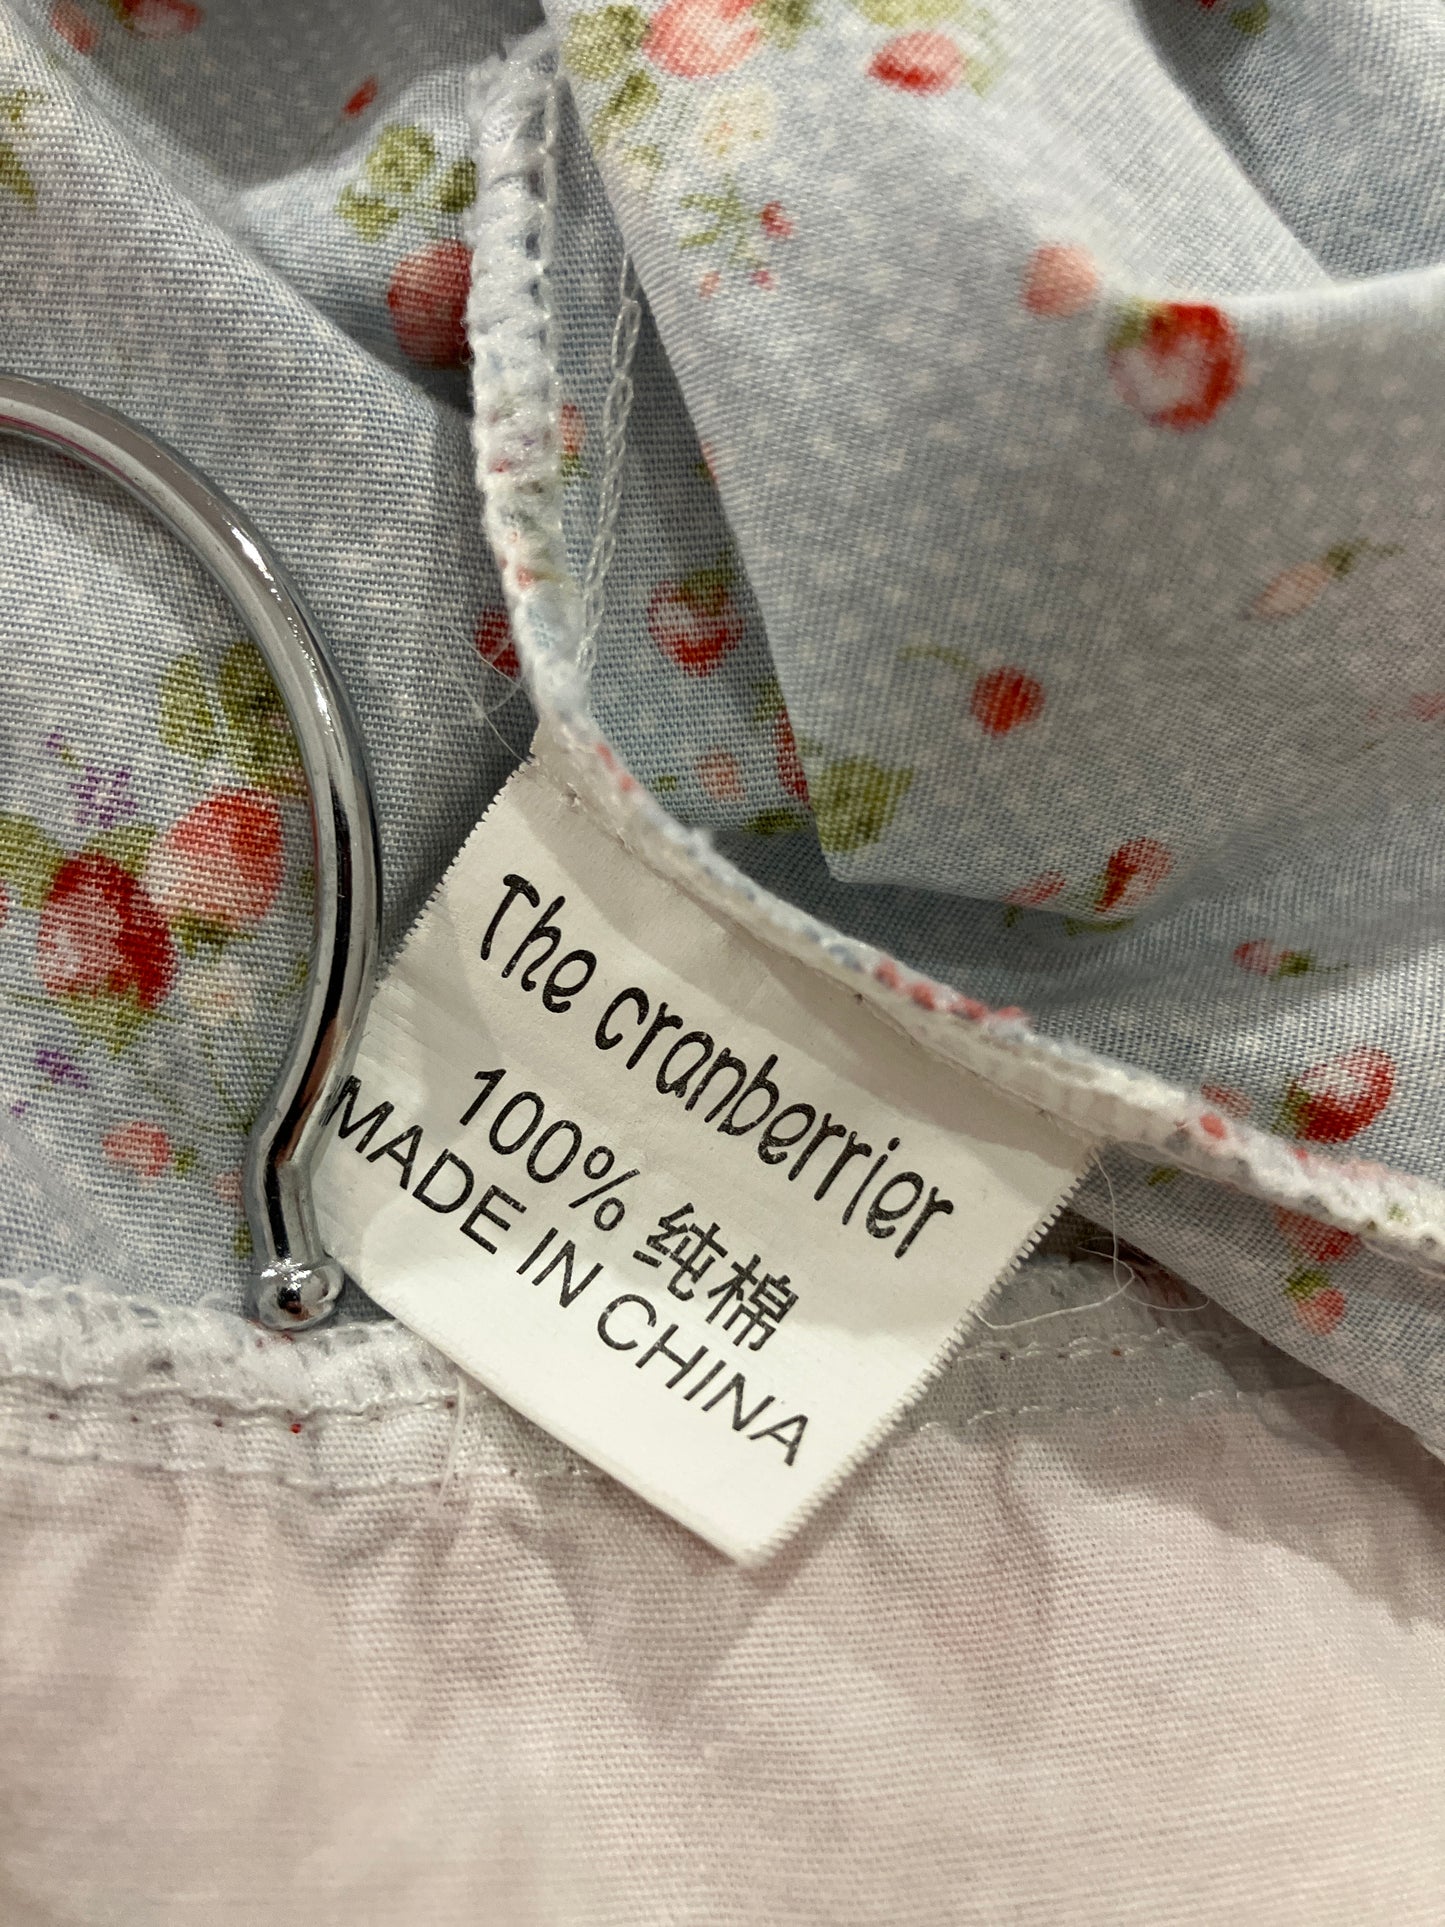 The cranberrier
100% 纯棉
MADE IN CHINA